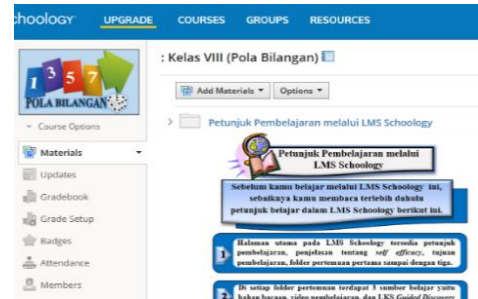 choology UPGRADE COURSES GROUPS RESOURCES
: Kelas VIII (Pola Bilangan)
1 3 5 7
POLA BILANGAN
Add Materials Options
Course Options
Petunjuk Pembelajaran melalui LMS Schoology
Materials
Updates
Gradebook
Grade Setup
Badges
Attendance
Members
Petunjuk Pembelajaran melalui
LMS Schoology
Sebelum kamu belajar melalui LMS Schoology ini,
sebaiknya kamu membaca terlebih dahulu
petunjuk belajar dalam LMS Schoology berikut ini.
1 Halaman utama pada LMS Schoology tersedia petunjuk
pembelajaran, penjelasan tentang self efficacy, tujuan
pembelajaran, folder pertemuan pertama sampai dengan tiga.
2 Di setiap folder pertemuan terdapat 3 sumber belajar yaitu
bahan bacaan, video pembelajaran, dan LKS Guided Discovery